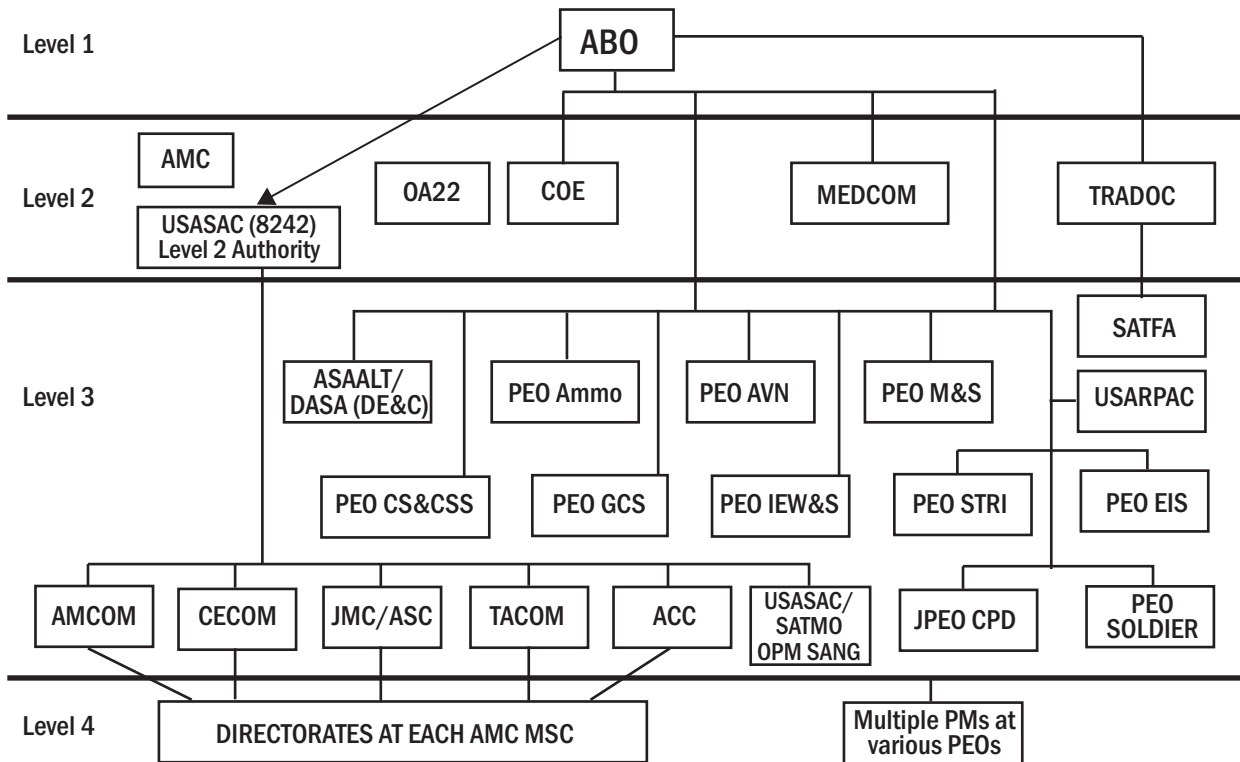 Level 1
ABO
Level 2
AMC
USASAC (8242)
Level 2 Authority
OA22
COE
MEDCOM
TRADOC
Level 3
SATFA
ASAALT/
DASA (DE&C)
PEO Ammo
PEO AVN
PEO M&S
USARPAC
PEO CS&CSS
PEO GCS
PEO IEW&S
PEO STRI
PEO EIS
AMCOM
CECOM
JMC/ASC
TACOM
ACC
USASAC/
SATMO
OPM SANG
JPEO CPD
PEO
SOLDIER
Level 4
DIRECTORATES AT EACH AMC MSC
Multiple PMs at
various PEOs